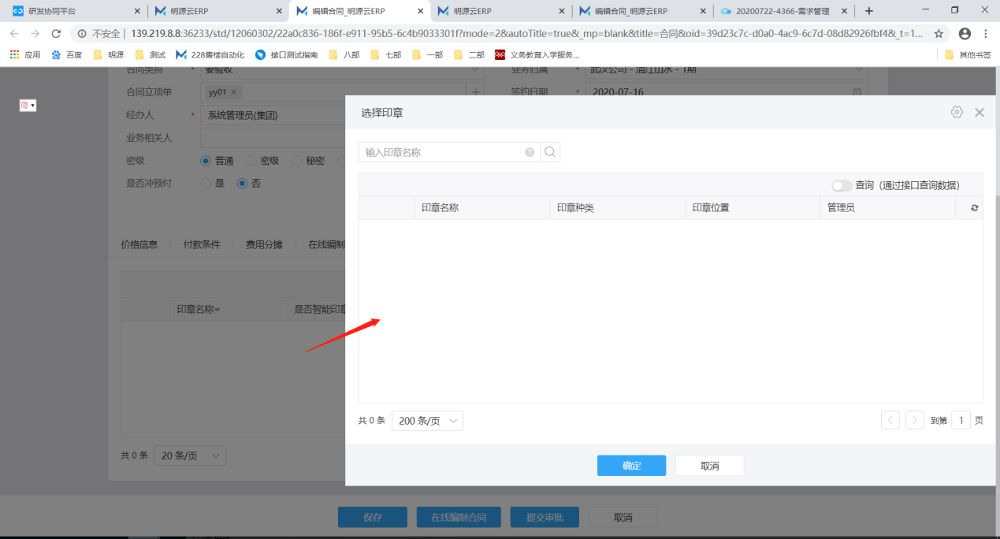 研发协同平台
明源云ERP
编辑合同_明源云ERP
明源云ERP
编辑合同_明源云ERP
20200722-4366-需求管理
不安全 | 139.219.8.8:36233/std/12060302/22a0c836-186f-e911-95b5-6c4b9033301f?mode=2&autoTitle=true&_mp=blank&title=合同&oid=39d23c7c-d0a0-4ac9-6c7d-08d82926fbf4&_t=1...
应用 百度 明源 测试 228售楼自动化 接口测试指南 八部 七部 一部 二部 义务教育入学服务... 其他书签
合同类别 * 要验收 业务归属 * 武汉公司 - 清江山水 - 1期
合同立项单 yy01 签约日期 * 2020-07-16
经办人 * 系统管理员(集团)
业务相关人
密级 普通 密级 秘密
是否冲预付 是 否
价格信息 付款条件 费用分摊 在线编制
印章名称 是否智能印章
共 0 条 20 条/页
选择印章
输入印章名称
查询（通过接口查询数据）
印章名称 印章种类 印章位置 管理员
共 0 条 200 条/页 到第 1 页
确定 取消
保存 在线编制合同 提交审批 取消